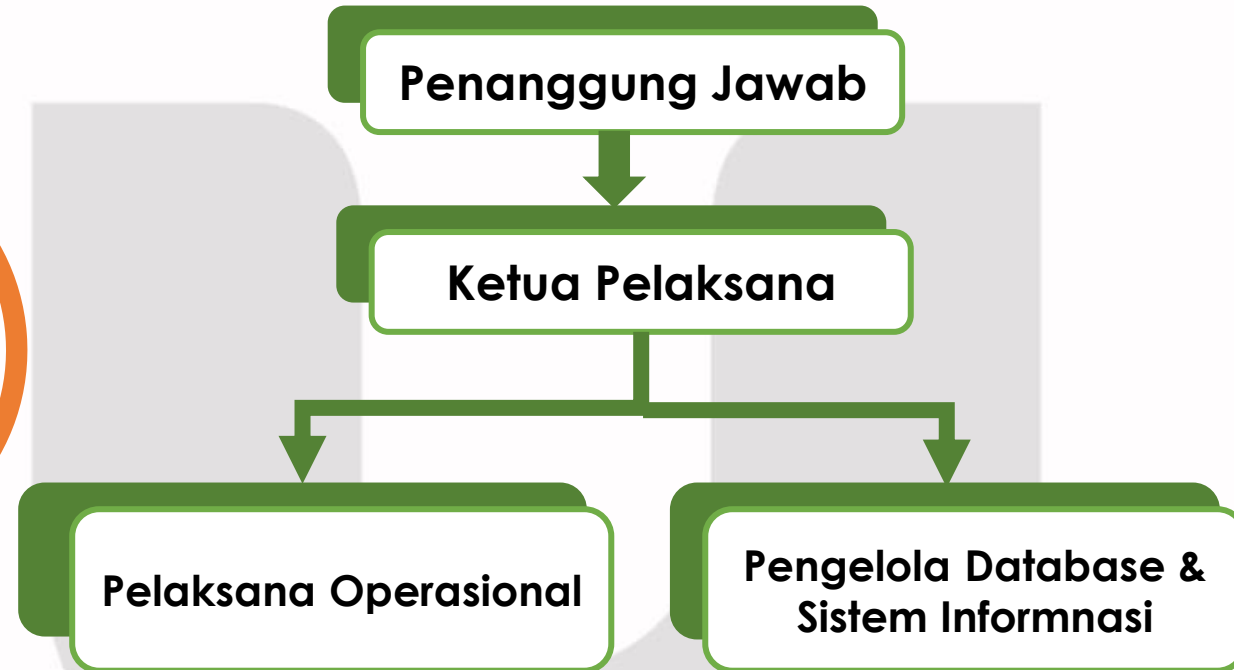 Penanggung Jawab
Ketua Pelaksana
Pelaksana Operasional
Pengelola Database &
Sistem Informnasi